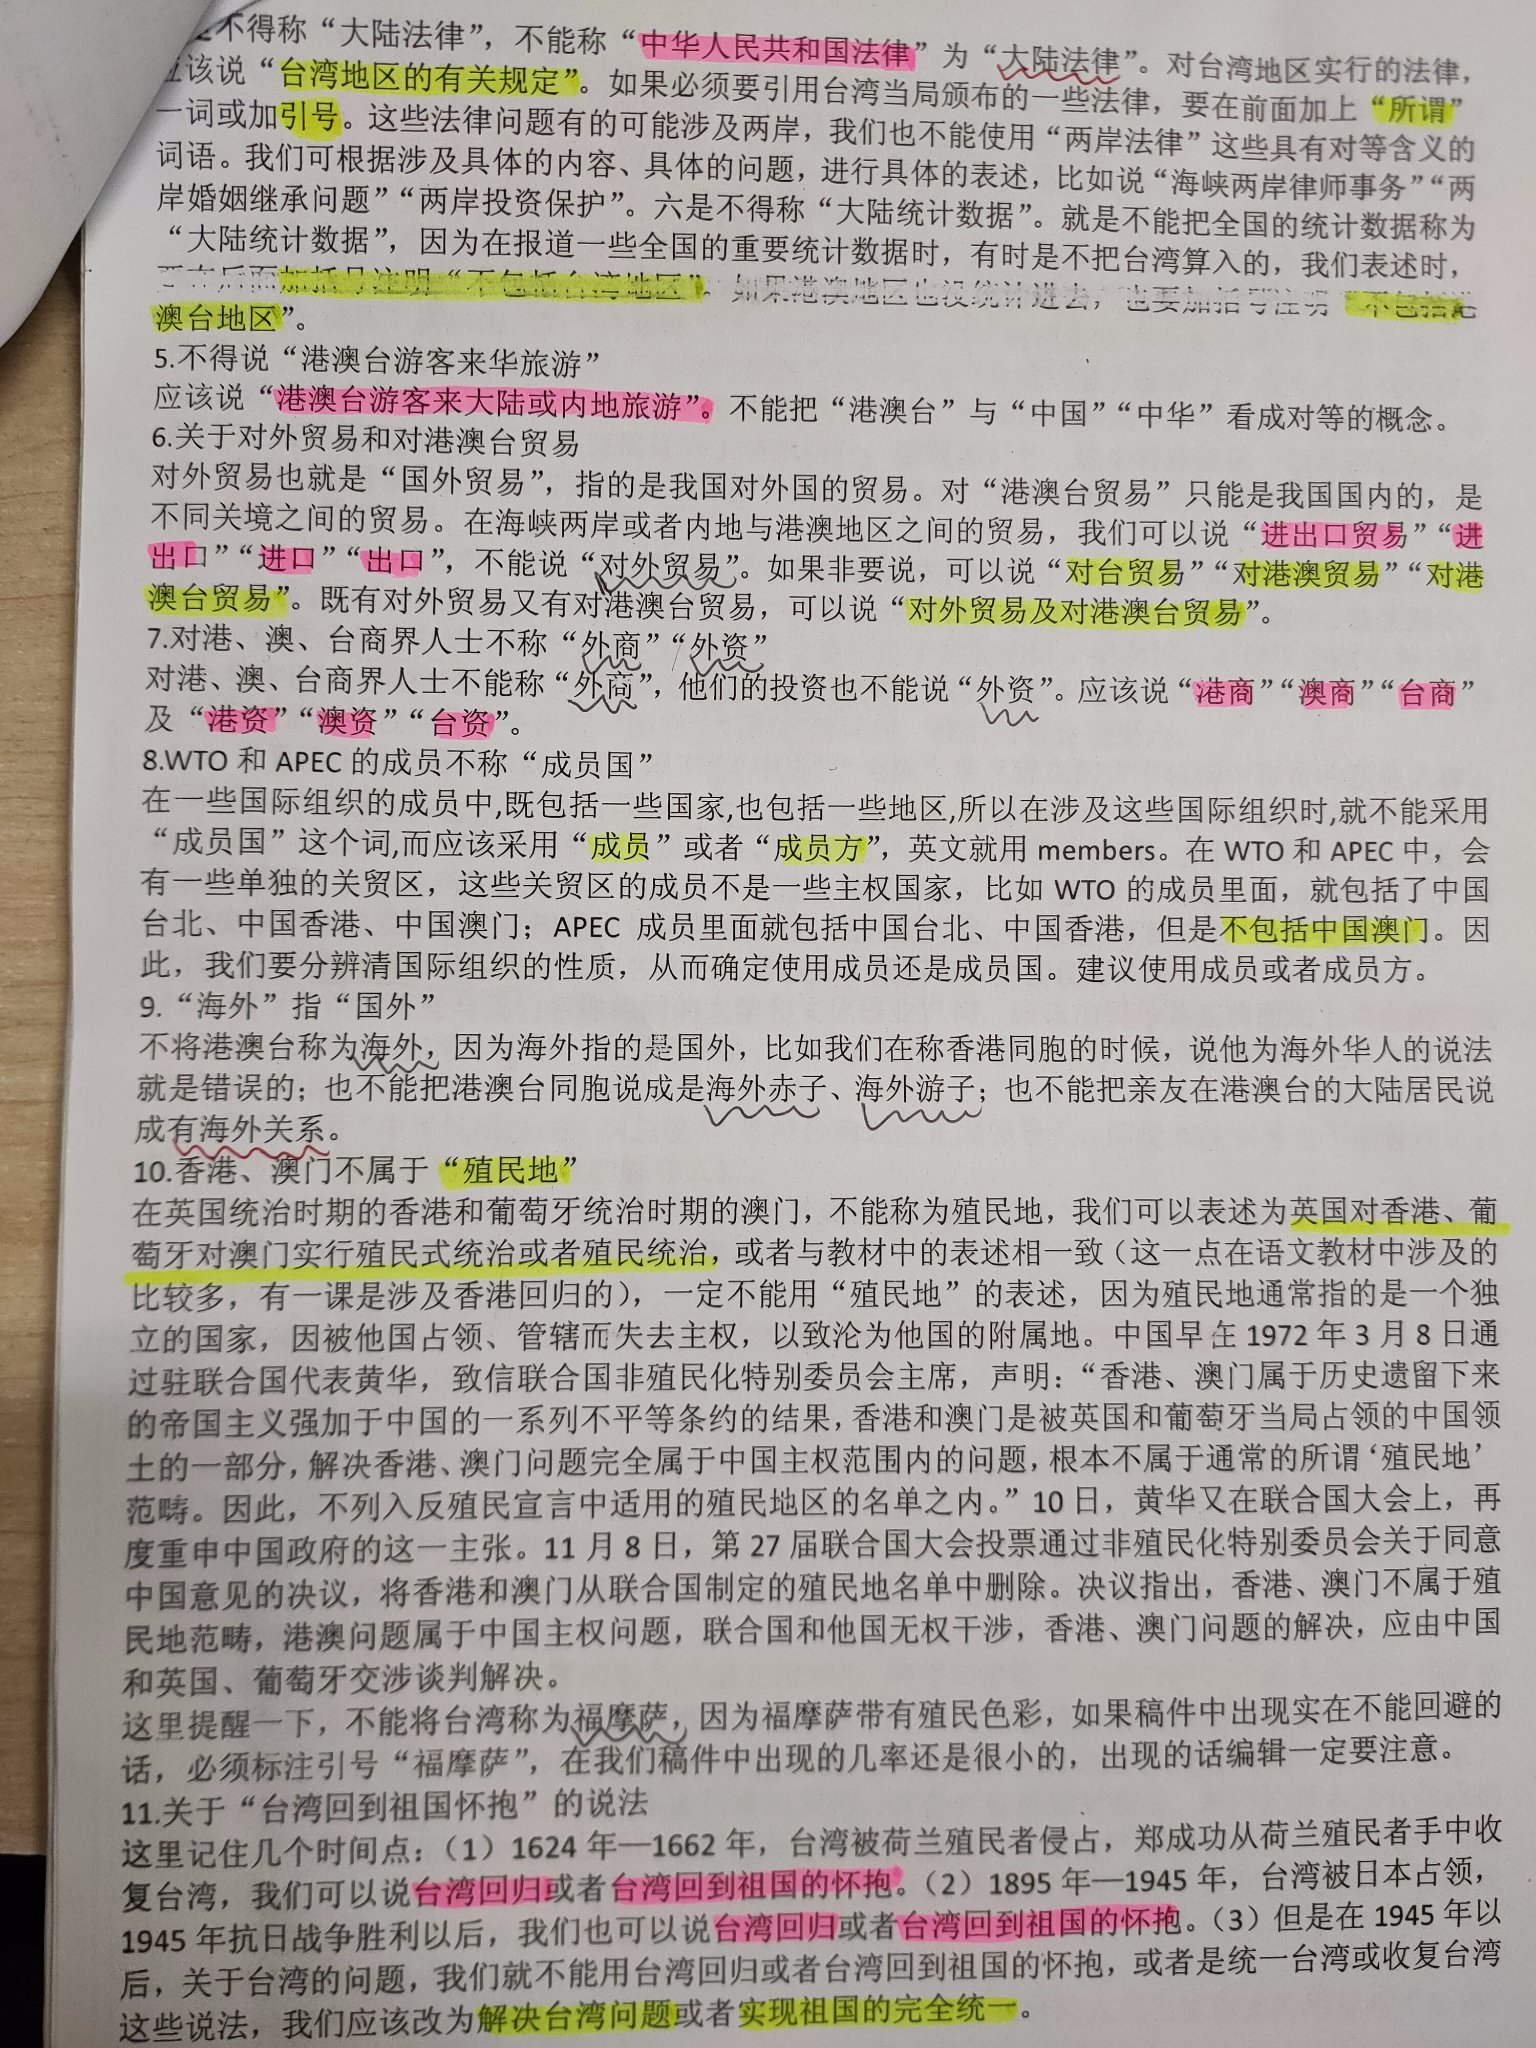 不得称“大陆法律”，不能称“中华人民共和国法律”为“大陆法律”。对台湾地区实行的法律，
应该说“台湾地区的有关规定”。如果必须要引用台湾当局颁布的一些法律，要在前面加上“所谓”
一词或加引号。这些法律问题有的可能涉及两岸，我们也不能使用“两岸法律”这些具有对等含义的
词语。我们可根据涉及具体的内容、具体的问题，进行具体的表述，比如说“海峡两岸律师事务”“两
岸婚姻继承问题”“两岸投资保护”。六是不得称“大陆统计数据”。就是不能把全国的统计数据称为
“大陆统计数据”，因为在报道一些全国的重要统计数据时，有时是不把台湾算入的，我们表述时，
要在后面加括号注明“不包括台湾地区”。如果港澳地区也没统计进去，也要加括号注明“不包括港
澳台地区”。
5.不得说“港澳台游客来华旅游”
应该说“港澳台游客来大陆或内地旅游”。不能把“港澳台”与“中国”“中华”看成对等的概念。
6.关于对外贸易和对港澳台贸易
对外贸易也就是“国外贸易”，指的是我国对外国的贸易。对“港澳台贸易”只能是我国国内的，是
不同关境之间的贸易。在海峡两岸或者内地与港澳地区之间的贸易，我们可以说“进出口贸易”“进
出口”“进口”“出口”，不能说“对外贸易”。如果非要说，可以说“对台贸易”“对港澳贸易”“对港
澳台贸易”。既有对外贸易又有对港澳台贸易，可以说“对外贸易及对港澳台贸易”。
7.对港、澳、台商界人士不称“外商”“外资”
对港、澳、台商界人士不能称“外商”，他们的投资也不能说“外资”。应该说“港商”“澳商”“台商”
及“港资”“澳资”“台资”。
8.WTO 和 APEC 的成员不称“成员国”
在一些国际组织的成员中,既包括一些国家,也包括一些地区,所以在涉及这些国际组织时,就不能采用
“成员国”这个词,而应该采用“成员”或者“成员方”，英文就用 members。在 WTO 和 APEC 中，会
有一些单独的关贸区，这些关贸区的成员不是一些主权国家，比如 WTO 的成员里面，就包括了中国
台北、中国香港、中国澳门；APEC 成员里面就包括中国台北、中国香港，但是不包括中国澳门。因
此，我们要分辨清国际组织的性质，从而确定使用成员还是成员国。建议使用成员或者成员方。
9.“海外”指“国外”
不将港澳台称为海外，因为海外指的是国外，比如我们在称香港同胞的时候，说他为海外华人的说法
就是错误的；也不能把港澳台同胞说成是海外赤子、海外游子；也不能把亲友在港澳台的大陆居民说
成有海外关系。
10.香港、澳门不属于“殖民地”
在英国统治时期的香港和葡萄牙统治时期的澳门，不能称为殖民地，我们可以表述为英国对香港、葡
萄牙对澳门实行殖民式统治或者殖民统治，或者与教材中的表述相一致（这一点在语文教材中涉及的
比较多，有一课是涉及香港回归的），一定不能用“殖民地”的表述，因为殖民地通常指的是一个独
立的国家，因被他国占领、管辖而失去主权，以致沦为他国的附属地。中国早在 1972 年 3 月 8 日通
过驻联合国代表黄华，致信联合国非殖民化特别委员会主席，声明：“香港、澳门属于历史遗留下来
的帝国主义强加于中国的一系列不平等条约的结果，香港和澳门是被英国和葡萄牙当局占领的中国领
土的一部分，解决香港、澳门问题完全属于中国主权范围内的问题，根本不属于通常的所谓‘殖民地’
范畴。因此，不列入反殖民宣言中适用的殖民地区的名单之内。”10 日，黄华又在联合国大会上，再
度重申中国政府的这一主张。11 月 8 日，第 27 届联合国大会投票通过非殖民化特别委员会关于同意
中国意见的决议，将香港和澳门从联合国制定的殖民地名单中删除。决议指出，香港、澳门不属于殖
民地范畴，港澳问题属于中国主权问题，联合国和他国无权干涉，香港、澳门问题的解决，应由中国
和英国、葡萄牙交涉谈判解决。
这里提醒一下，不能将台湾称为福摩萨，因为福摩萨带有殖民色彩，如果稿件中出现实在不能回避的
话，必须标注引号“福摩萨”，在我们稿件中出现的几率还是很小的，出现的话编辑一定要注意。
11.关于“台湾回到祖国怀抱”的说法
这里记住几个时间点：（1）1624 年—1662 年，台湾被荷兰殖民者侵占，郑成功从荷兰殖民者手中收
复台湾，我们可以说台湾回归或者台湾回到祖国的怀抱。（2）1895 年—1945 年，台湾被日本占领，
1945 年抗日战争胜利以后，我们也可以说台湾回归或者台湾回到祖国的怀抱。（3）但是在 1945 年以
后，关于台湾的问题，我们就不能用台湾回归或者台湾回到祖国的怀抱，或者是统一台湾或收复台湾
这些说法，我们应该改为解决台湾问题或者实现祖国的完全统一。